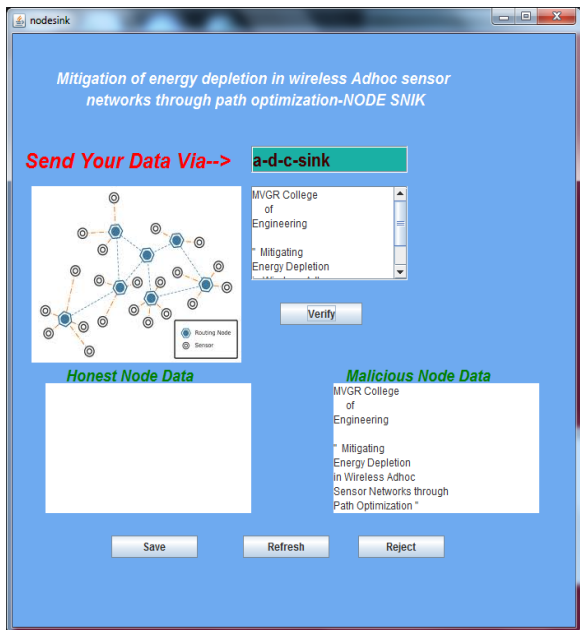 nodesink
Mitigation of energy depletion in wireless Adhoc sensor
networks through path optimization-NODE SNIK
Send Your Data Via-->
a-d-c-sink
MVGR College
of
Engineering
" Mitigating
Energy Depletion
Routing Node
Sensor
Verify
Honest Node Data
Malicious Node Data
MVGR College
of
Engineering
" Mitigating
Energy Depletion
in Wireless Adhoc
Sensor Networks through
Path Optimization "
Save
Refresh
Reject